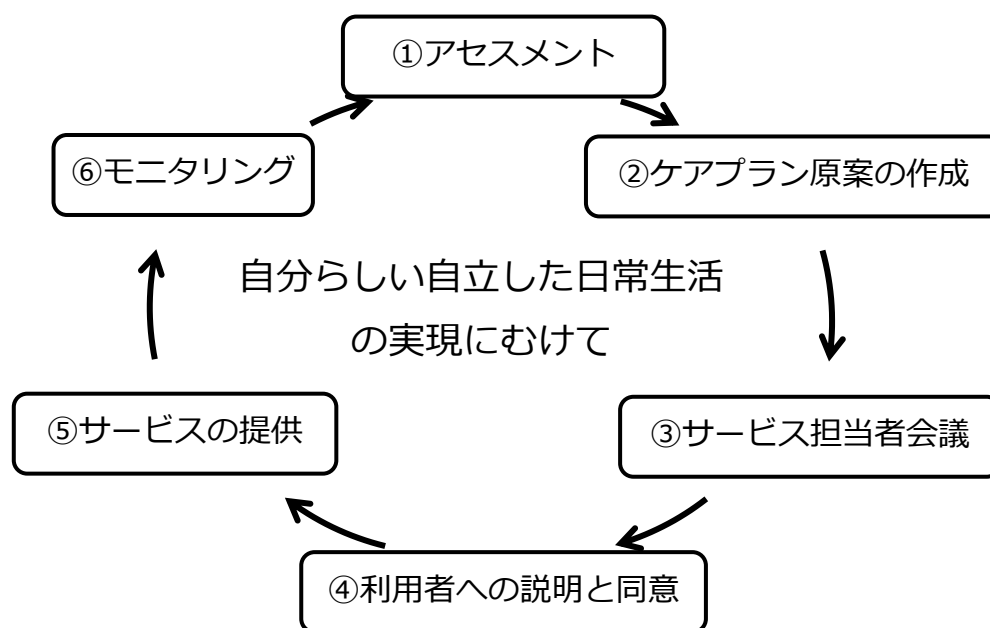 ①アセスメント
②ケアプラン原案の作成
③サービス担当者会議
④利用者への説明と同意
⑤サービスの提供
⑥モニタリング
自分らしい自立した日常生活
の実現にむけて